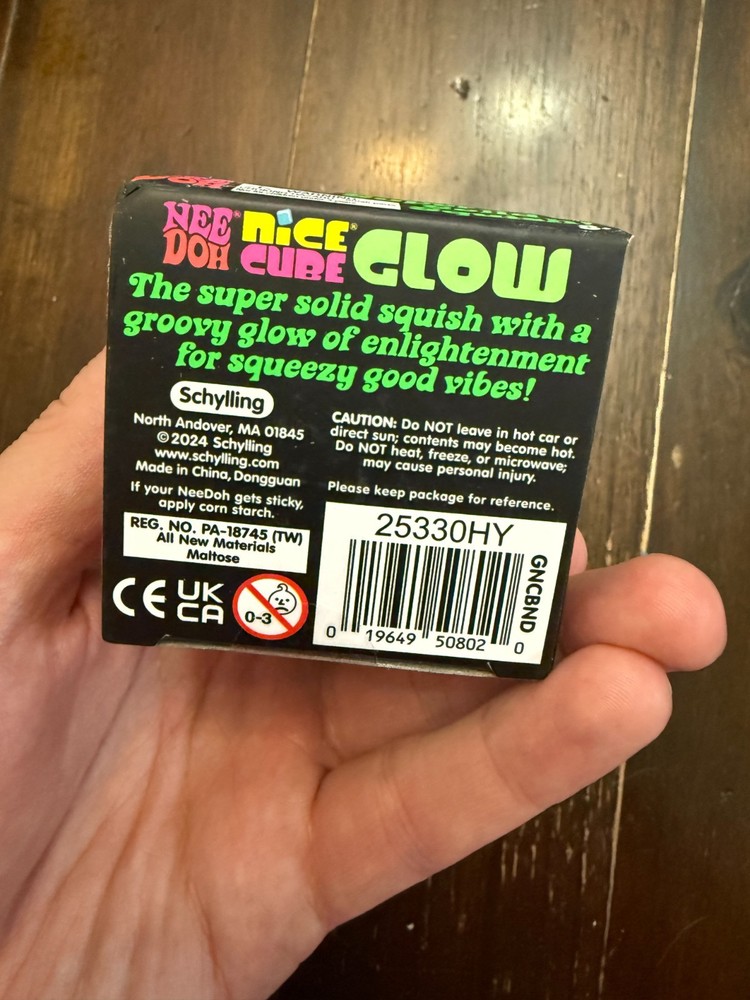 NEE DOH® NiCE CUBE® GLOW
The super solid squish with a
groovy glow of enlightenment
for squeezy good vibes!
Schylling
North Andover, MA 01845
© 2024 Schylling
www.schylling.com
Made in China, Dongguan
If your NeeDoh gets sticky,
apply corn starch.
REG. NO. PA-18745 (TW)
All New Materials
Maltose
CE UK CA 0-3
CAUTION: Do NOT leave in hot car or
direct sun; contents may become hot.
Do NOT heat, freeze, or microwave;
may cause personal injury.
Please keep package for reference.
25330HY
GNCBND
0 19649 50802 0